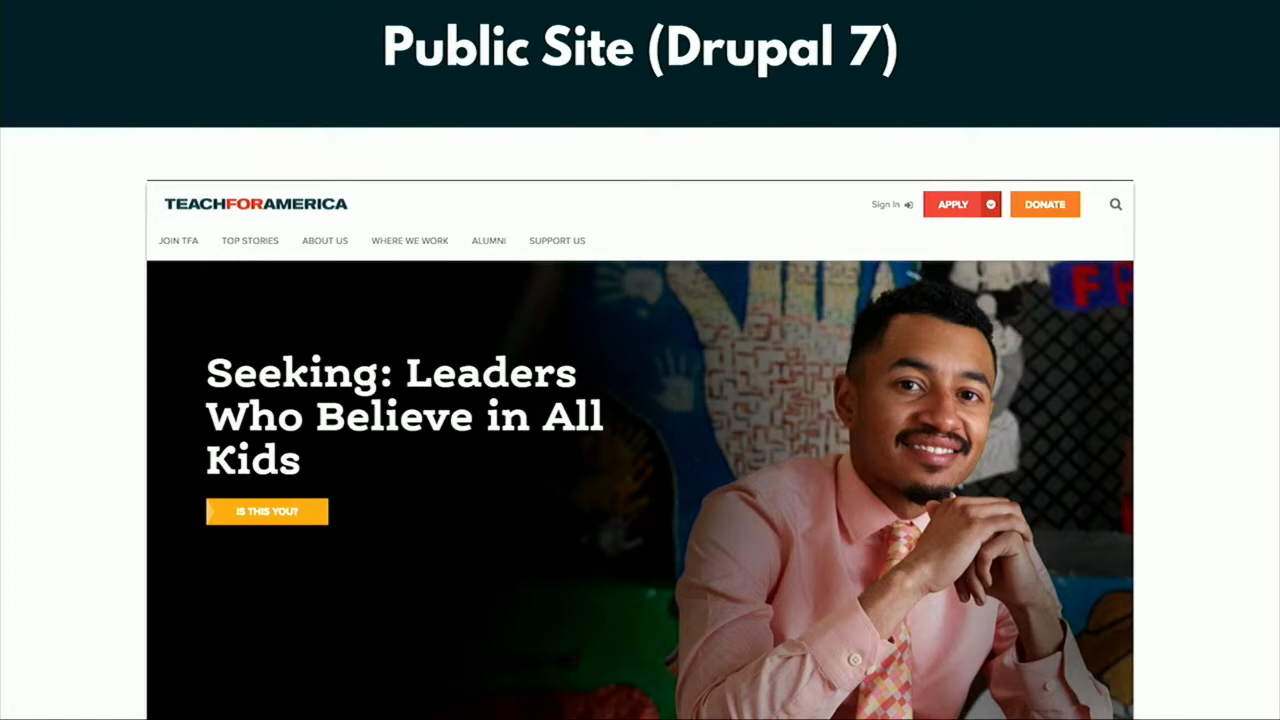 Public Site (Drupal 7)
TEACHFORAMERICA
Sign In
APPLY
DONATE
JOIN TFA
TOP STORIES
ABOUT US
WHERE WE WORK
ALUMNI
SUPPORT US
Seeking: Leaders
Who Believe in All
Kids
IS THIS YOU?